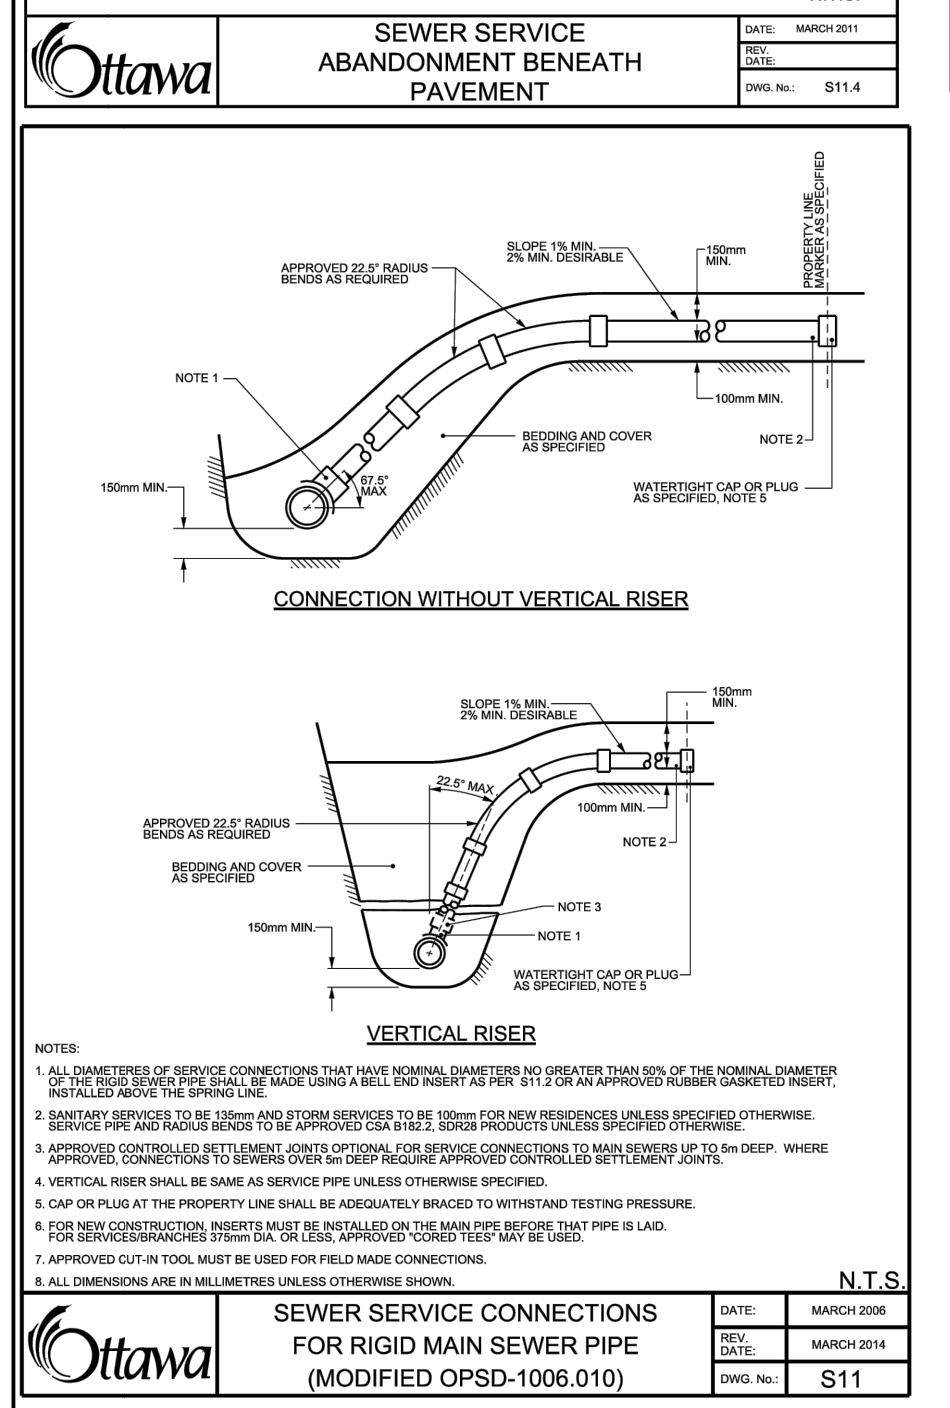 Ottawa
SEWER SERVICE
ABANDONMENT BENEATH
PAVEMENT
DATE: MARCH 2011
REV.
DATE:
DWG. No.: S11.4
PROPERTY LINE
MARKER AS SPECIFIED
SLOPE 1% MIN.
2% MIN. DESIRABLE
150mm
MIN.
APPROVED 22.5° RADIUS
BENDS AS REQUIRED
NOTE 1
100mm MIN.
BEDDING AND COVER
AS SPECIFIED
NOTE 2
67.5°
MAX
150mm MIN.
WATERTIGHT CAP OR PLUG
AS SPECIFIED, NOTE 5
CONNECTION WITHOUT VERTICAL RISER
SLOPE 1% MIN.
2% MIN. DESIRABLE
150mm
MIN.
22.5° MAX
100mm MIN.
APPROVED 22.5° RADIUS
BENDS AS REQUIRED
NOTE 2
BEDDING AND COVER
AS SPECIFIED
NOTE 3
150mm MIN.
NOTE 1
WATERTIGHT CAP OR PLUG
AS SPECIFIED, NOTE 5
VERTICAL RISER
NOTES:
1. ALL DIAMETERES OF SERVICE CONNECTIONS THAT HAVE NOMINAL DIAMETERS NO GREATER THAN 50% OF THE NOMINAL DIAMETER
OF THE RIGID SEWER PIPE SHALL BE MADE USING A BELL END INSERT AS PER S11.2 OR AN APPROVED RUBBER GASKETED INSERT,
INSTALLED ABOVE THE SPRING LINE.
2. SANITARY SERVICES TO BE 135mm AND STORM SERVICES TO BE 100mm FOR NEW RESIDENCES UNLESS SPECIFIED OTHERWISE.
SERVICE PIPE AND RADIUS BENDS TO BE APPROVED CSA B182.2, SDR28 PRODUCTS UNLESS SPECIFIED OTHERWISE.
3. APPROVED CONTROLLED SETTLEMENT JOINTS OPTIONAL FOR SERVICE CONNECTIONS TO MAIN SEWERS UP TO 5m DEEP. WHERE
APPROVED, CONNECTIONS TO SEWERS OVER 5m DEEP REQUIRE APPROVED CONTROLLED SETTLEMENT JOINTS.
4. VERTICAL RISER SHALL BE SAME AS SERVICE PIPE UNLESS OTHERWISE SPECIFIED.
5. CAP OR PLUG AT THE PROPERTY LINE SHALL BE ADEQUATELY BRACED TO WITHSTAND TESTING PRESSURE.
6. FOR NEW CONSTRUCTION, INSERTS MUST BE INSTALLED ON THE MAIN PIPE BEFORE THAT PIPE IS LAID.
FOR SERVICES/BRANCHES 375mm DIA. OR LESS, APPROVED "CORED TEES" MAY BE USED.
7. APPROVED CUT-IN TOOL MUST BE USED FOR FIELD MADE CONNECTIONS.
8. ALL DIMENSIONS ARE IN MILLIMETRES UNLESS OTHERWISE SHOWN.
N.T.S.
Ottawa
SEWER SERVICE CONNECTIONS
FOR RIGID MAIN SEWER PIPE
(MODIFIED OPSD-1006.010)
DATE: MARCH 2006
REV.
DATE: MARCH 2014
DWG. No.: S11